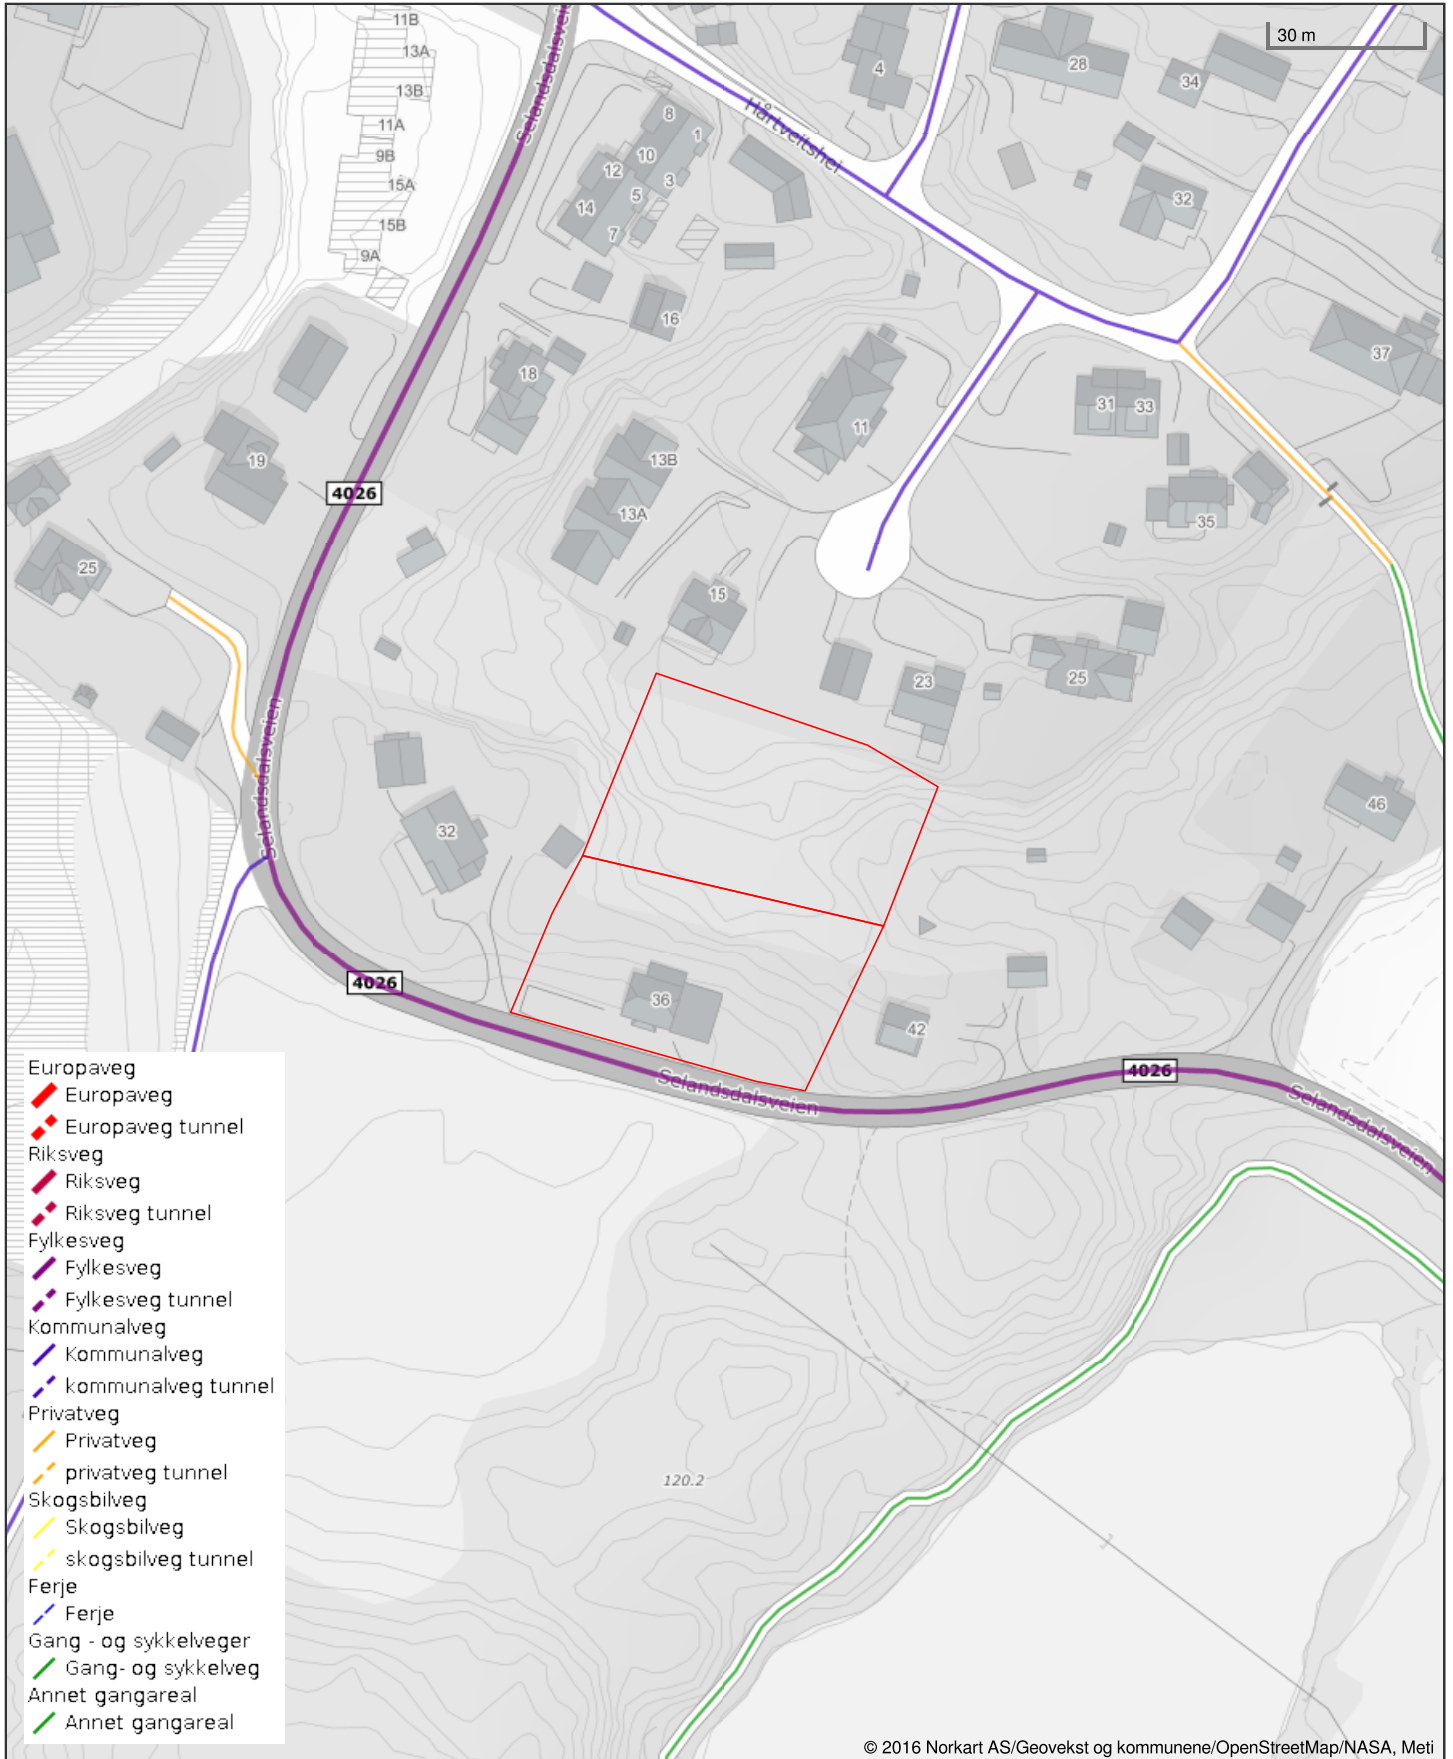 11B
13A
13B
11A
9B
15A
15B
9A
Selandsdalsveien
30 m
4
28
34
Hårtveitshei
8
1
10
12
3
5
14
7
32
16
18
37
11
31
33
19
13B
4026
13A
35
25
15
23
25
Selandsdalsveien
32
46
4026
36
42
Selandsdalsveien
4026
Selandsdalsveien
120.2
Europaveg
Europaveg
Europaveg tunnel
Riksveg
Riksveg
Riksveg tunnel
Fylkesveg
Fylkesveg
Fylkesveg tunnel
Kommunalveg
Kommunalveg
kommunalveg tunnel
Privatveg
Privatveg
privatveg tunnel
Skogsbilveg
Skogsbilveg
skogsbilveg tunnel
Ferje
Ferje
Gang - og sykkelveger
Gang- og sykkelveg
Annet gangareal
Annet gangareal
© 2016 Norkart AS/Geovekst og kommunene/OpenStreetMap/NASA, Meti